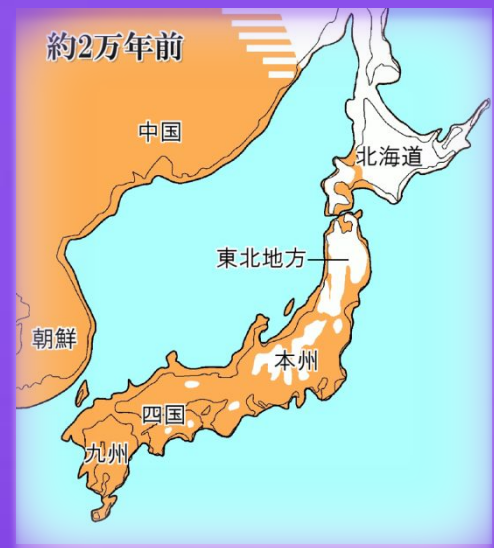 約2万年前
中国
北海道
東北地方
朝鮮
本州
四国
九州